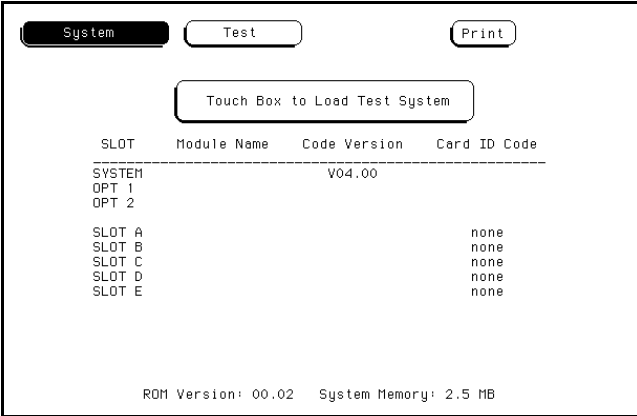 System Test Print
Touch Box to Load Test System
SLOT Module Name Code Version Card ID Code
SYSTEM V04.00
OPT 1
OPT 2
SLOT A none
SLOT B none
SLOT C none
SLOT D none
SLOT E none
ROM Version: 00.02 System Memory: 2.5 MB